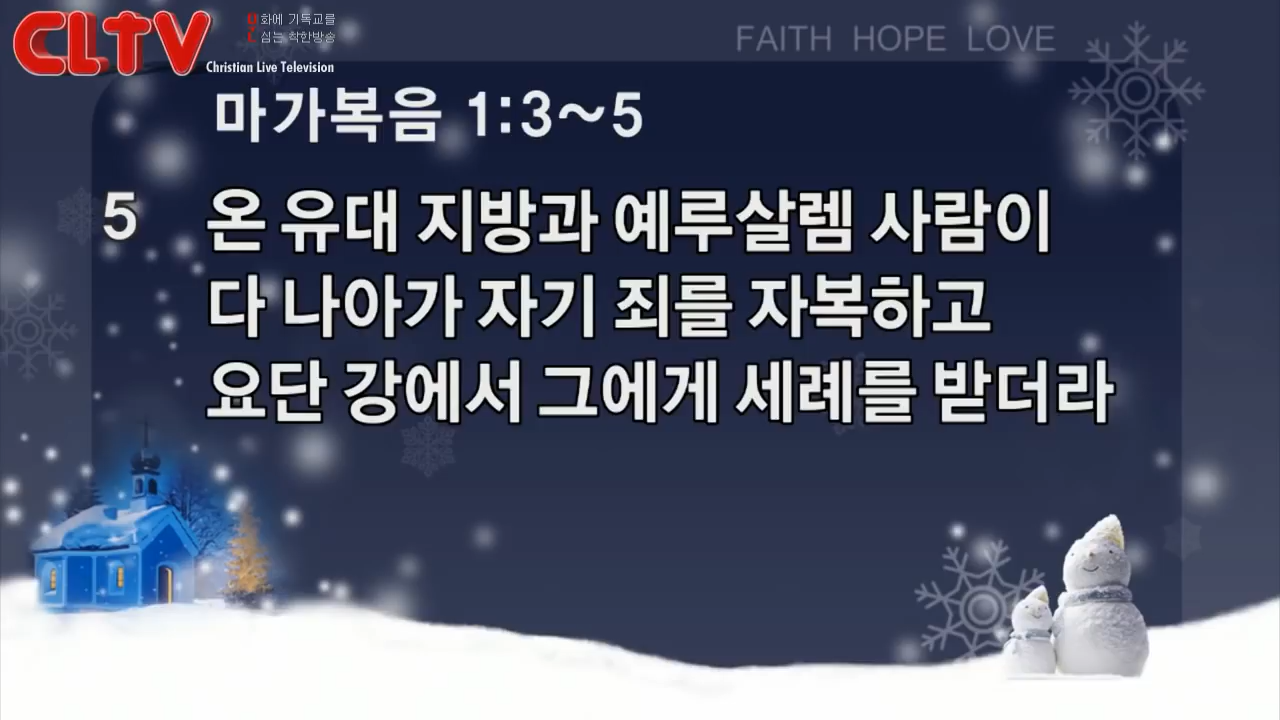 CLTV
화에 기독교를
심는 착한방송
Christian Live Television
FAITH HOPE LOVE
마가복음 1:3~5
5 온 유대 지방과 예루살렘 사람이
다 나아가 자기 죄를 자복하고
요단 강에서 그에게 세례를 받더라